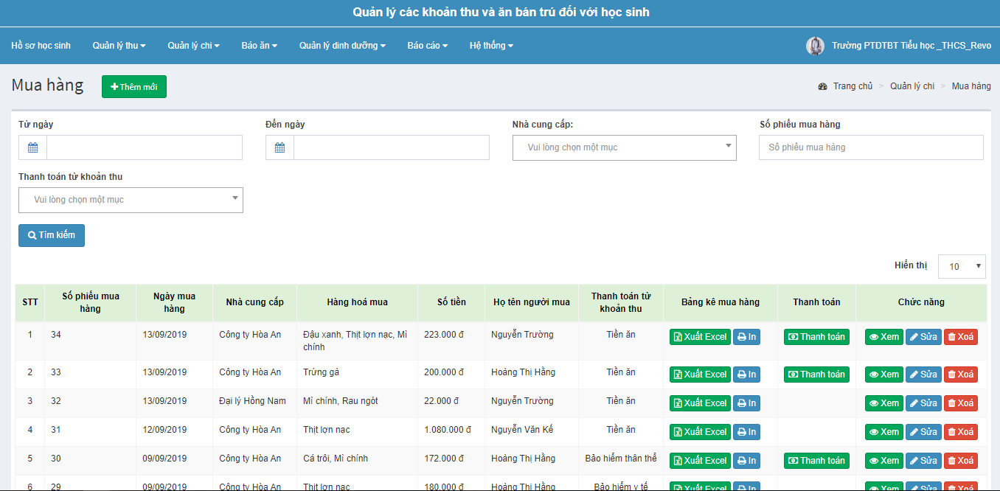 Quản lý các khoản thu và ăn bán trú đối với học sinh
Hồ sơ học sinh Quản lý thu Quản lý chi Báo ăn Quản lý dinh dưỡng Báo cáo Hệ thống Trường PTDTBT Tiểu học _THCS_Revo
Mua hàng Thêm mới Trang chủ > Quản lý chi > Mua hàng
Từ ngày Đến ngày Nhà cung cấp: Số phiếu mua hàng
Vui lòng chọn một mục Số phiếu mua hàng
Thanh toán từ khoản thu
Vui lòng chọn một mục
Tìm kiếm
Hiển thị 10
STT Số phiếu mua hàng Ngày mua hàng Nhà cung cấp Hàng hoá mua Số tiền Họ tên người mua Thanh toán từ khoản thu Bảng kê mua hàng Thanh toán Chức năng
1 34 13/09/2019 Công ty Hòa An Đậu xanh, Thịt lợn nạc, Mì chính 223.000 đ Nguyễn Trường Tiền ăn Xuất Excel In Thanh toán Xem Sửa Xoá
2 33 13/09/2019 Công ty Hòa An Trứng gà 200.000 đ Hoàng Thị Hằng Tiền ăn Xuất Excel In Thanh toán Xem Sửa Xoá
3 32 13/09/2019 Đại lý Hồng Nam Mì chính, Rau ngót 22.000 đ Nguyễn Trường Tiền ăn Xuất Excel In Xem Sửa Xoá
4 31 12/09/2019 Công ty Hòa An Thịt lợn nạc 1.080.000 đ Nguyễn Văn Kế Tiền ăn Xuất Excel In Xem Sửa Xoá
5 30 09/09/2019 Công ty Hòa An Cá trôi, Mì chính 172.000 đ Hoàng Thị Hằng Bảo hiểm thân thể Xuất Excel In Thanh toán Xem Sửa Xoá
6 29 09/09/2019 Công ty Hòa An Thịt lợn nạc 180.000 đ Hoàng Thị Hằng Bảo hiểm y tế Xuất Excel In Xem Sửa Xoá